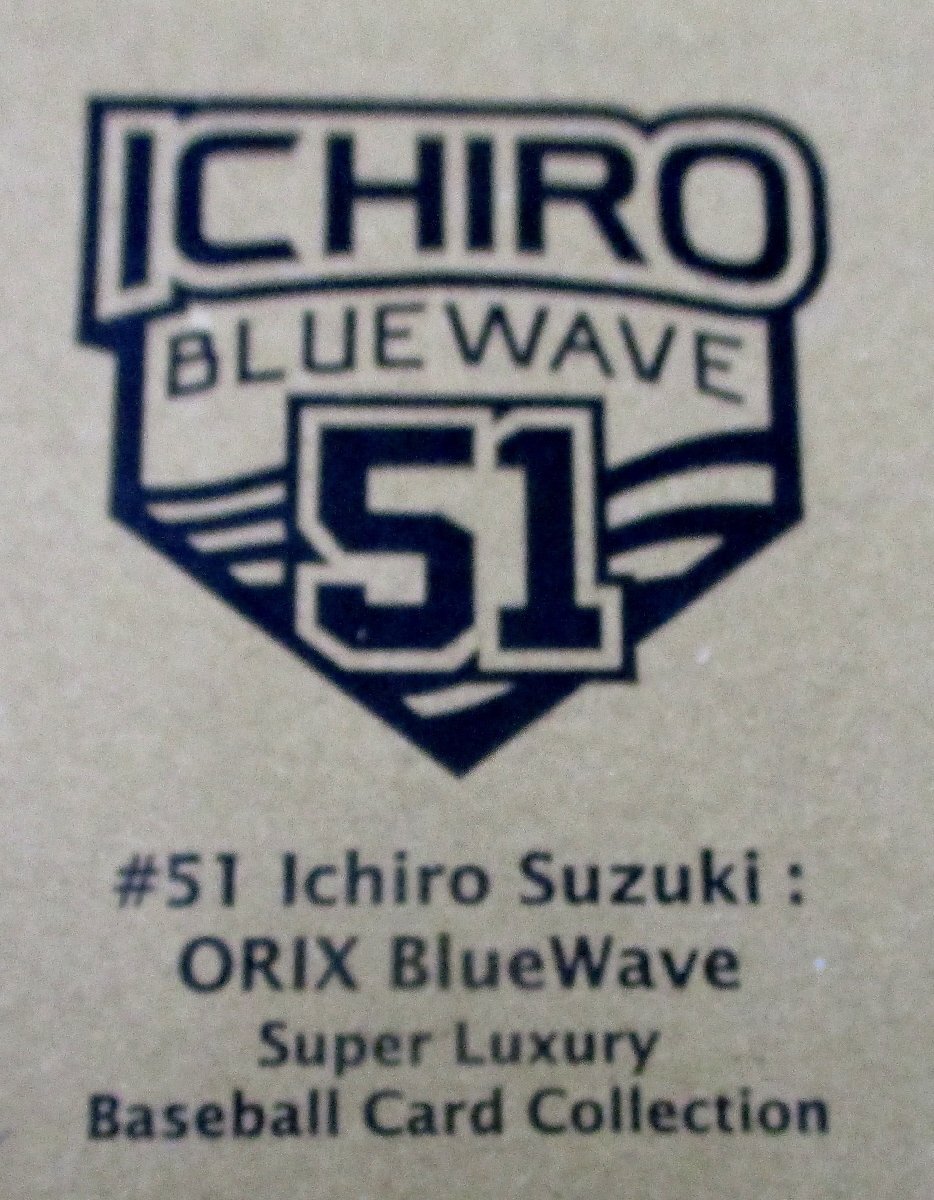 ICHIRO
BLUEWAVE
51
#51 Ichiro Suzuki :
ORIX BlueWave
Super Luxury
Baseball Card Collection